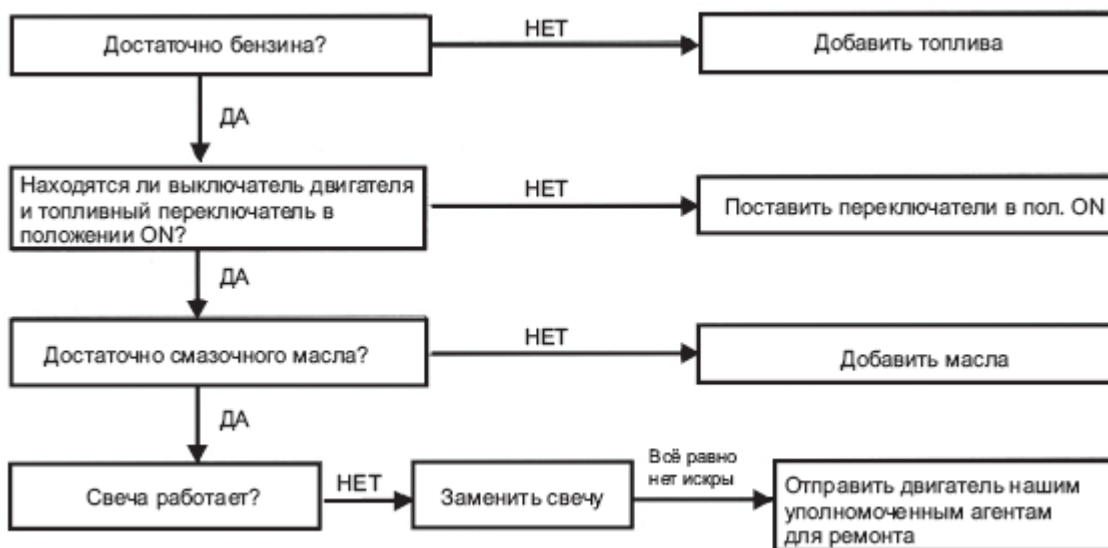 Достаточно бензина?
НЕТ
Добавить топлива
ДА
Находятся ли выключатель двигателя
и топливный переключатель в
положении ON?
НЕТ
Поставить переключатели в пол. ON
ДА
Достаточно смазочного масла?
НЕТ
Добавить масла
ДА
Свеча работает?
НЕТ
Заменить свечу
Всё равно
нет искры
Отправить двигатель нашим
уполномоченным агентам
для ремонта